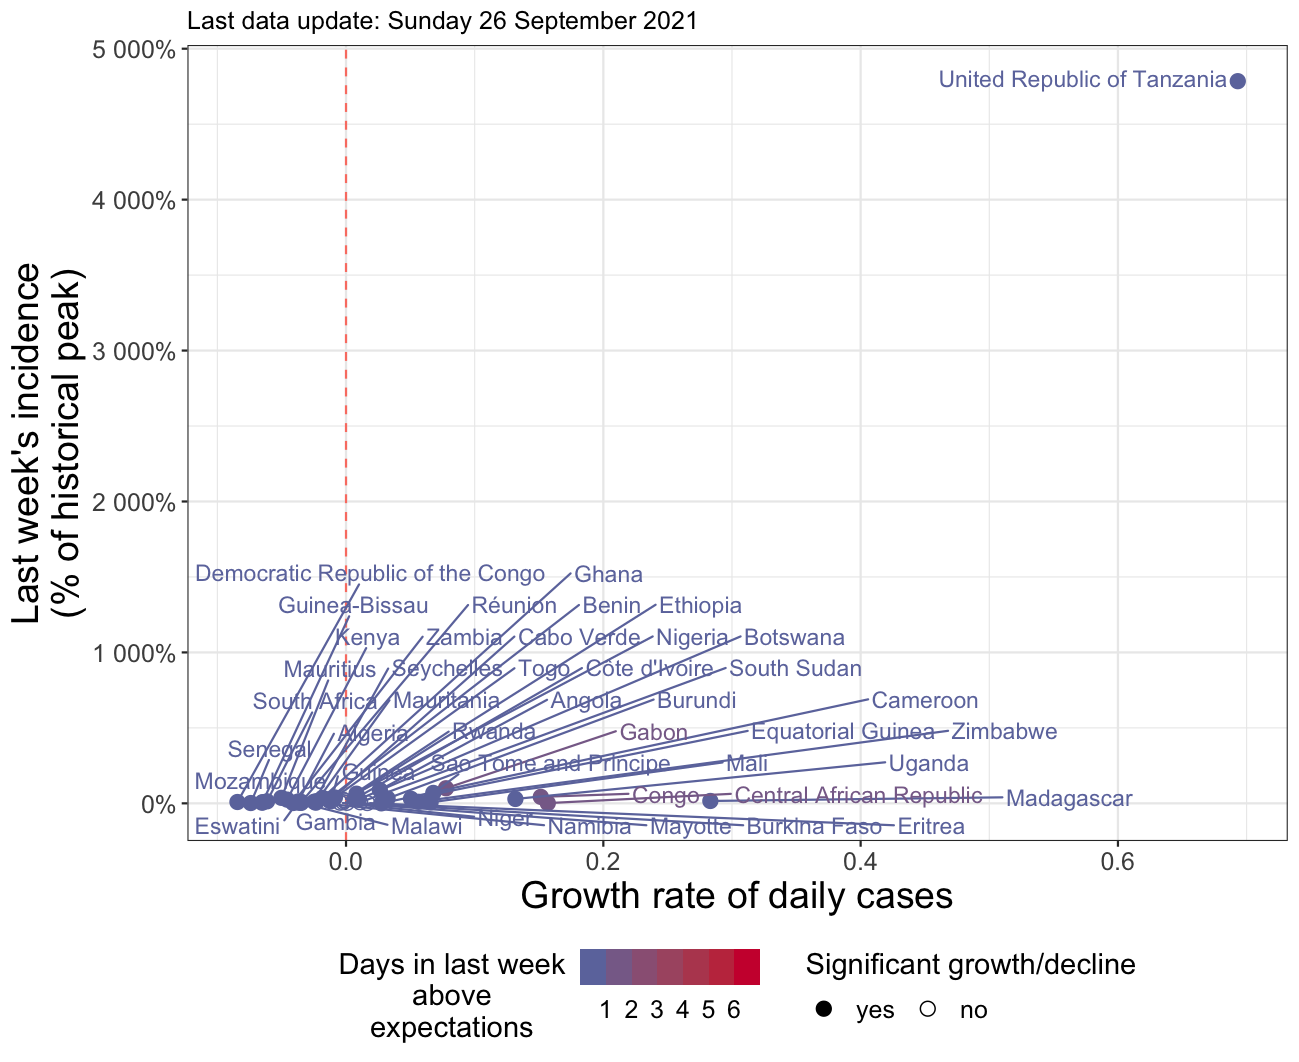 Last data update: Sunday 26 September 2021
5 000%
United Republic of Tanzania
4 000%
3 000%
2 000%
1 000%
0%
Last week's incidence
(% of historical peak)
Democratic Republic of the Congo
Ghana
Guinea-Bissau
Réunion
Benin
Ethiopia
Kenya
Zambia
Cabo Verde
Nigeria
Botswana
Mauritius
Seychelles
Togo
Côte d'Ivoire
South Sudan
South Africa
Mauritania
Angola
Burundi
Cameroon
Algeria
Rwanda
Gabon
Equatorial Guinea
Zimbabwe
Senegal
Guinea
Sao Tome and Principe
Mali
Uganda
Mozambique
Congo
Central African Republic
Madagascar
Eswatini
Gambia
Malawi
Niger
Namibia
Mayotte
Burkina Faso
Eritrea
0.0
0.2
0.4
0.6
Growth rate of daily cases
Days in last week
above
expectations
1 2 3 4 5 6
Significant growth/decline
yes
no